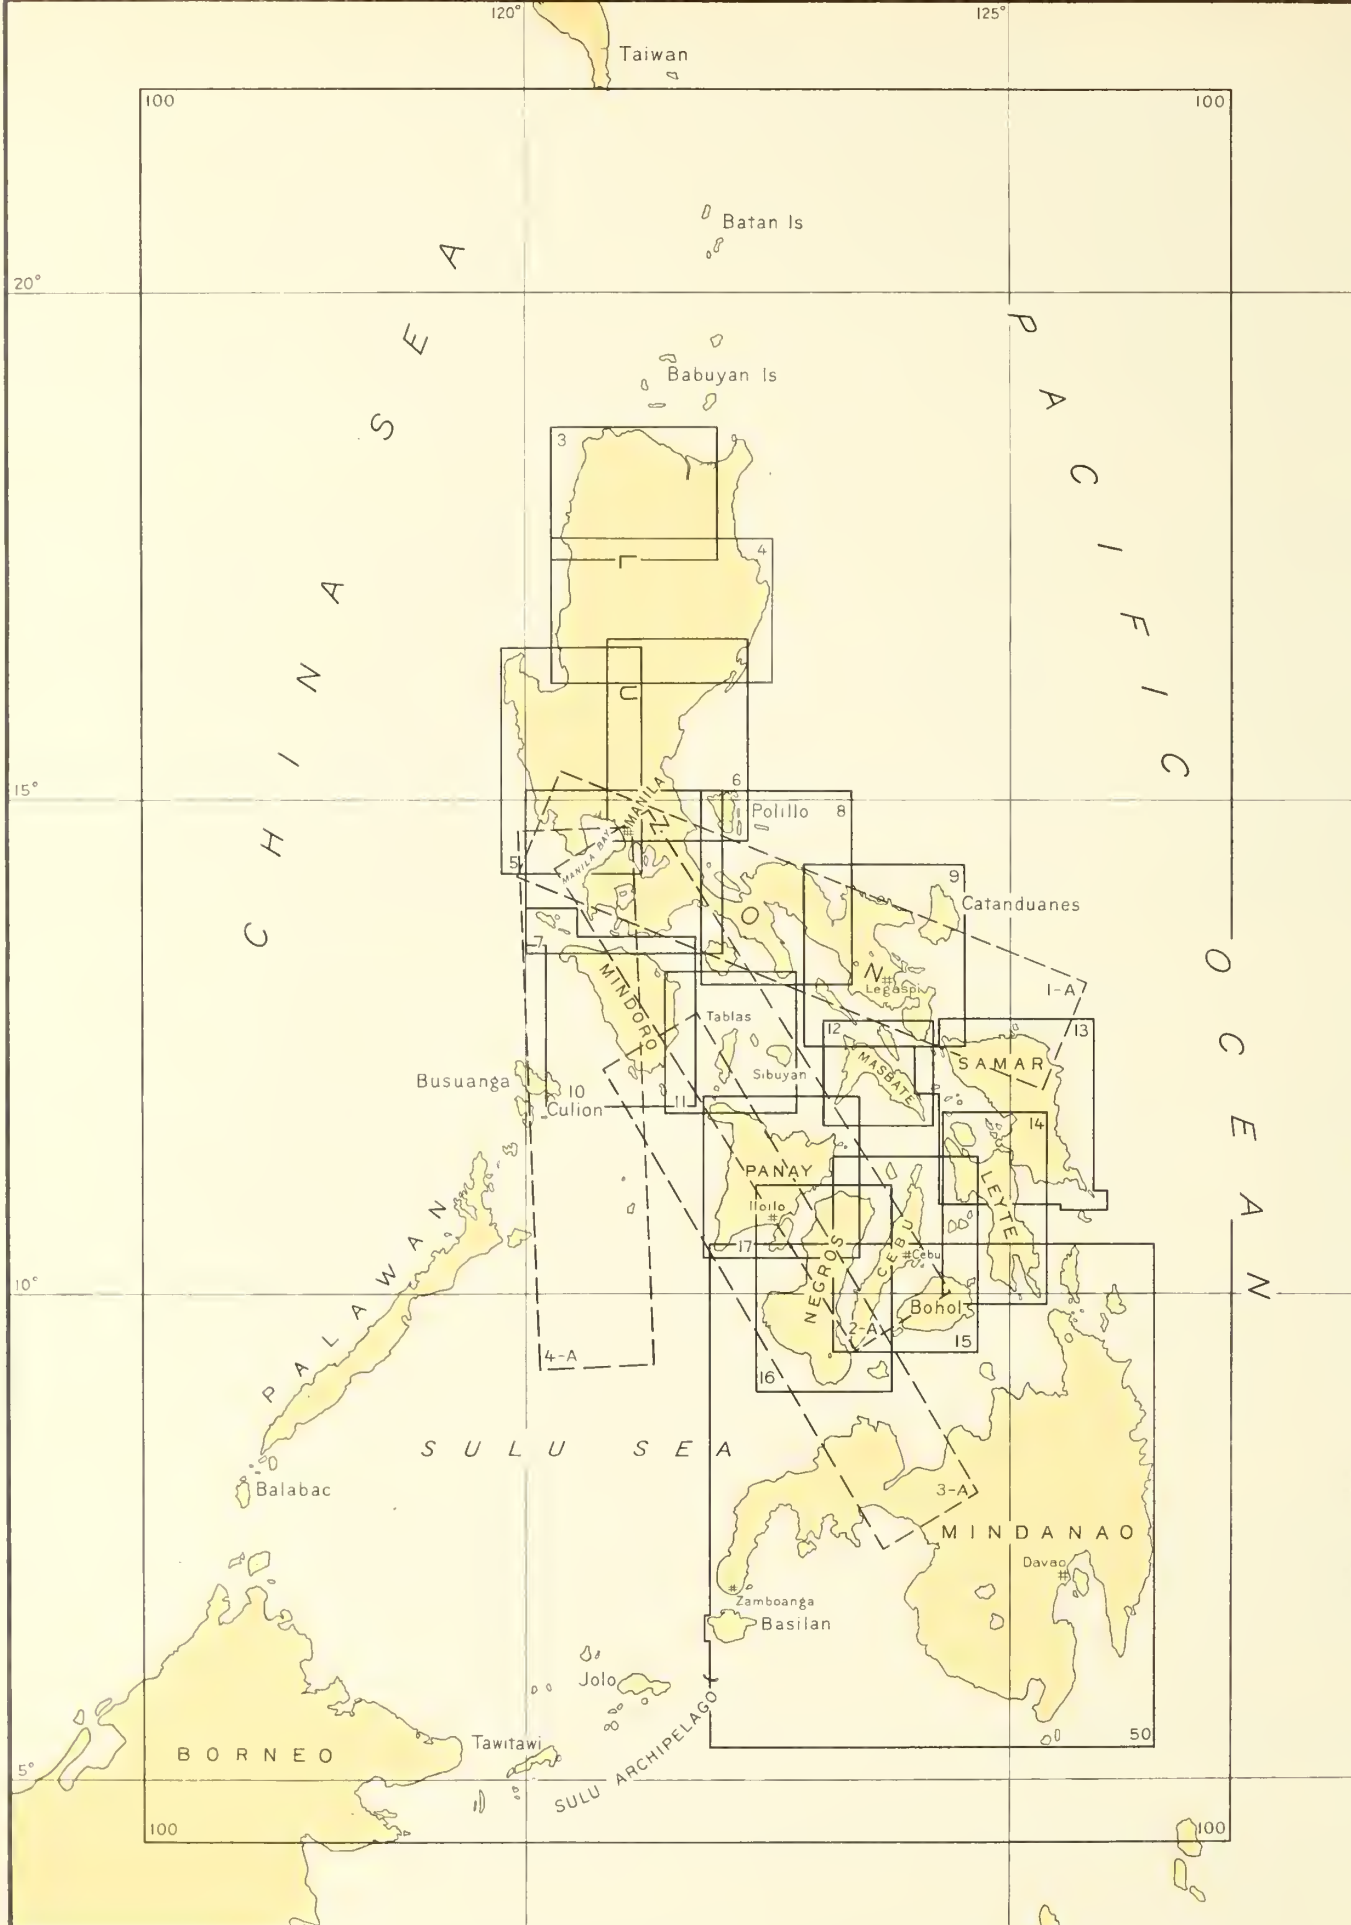 120°
125°
Taiwan
100
100
Batan Is
20°
CHINA SEA
PACIFIC OCEAN
Babuyan Is
3
4
LUZON
15°
6
MANILA
Polillo
8
5
MANILA BAY
9
Catanduanes
7
Legaspi
1-A
MINDORO
Tablas
12
13
SAMAR
MASBATE
Sibuyan
Busuanga
10
Culion
11
14
PANAY
LEYTE
Iloilo
PALAWAN
17
NEGROS
CEBU
Cebu
10°
Bohol
2-A
15
4-A
16
SULU SEA
3-A
Balabac
MINDANAO
Davao
Zamboanga
Basilan
Jolo
50
Tawitawi
BORNEO
SULU ARCHIPELAGO
5°
100
100